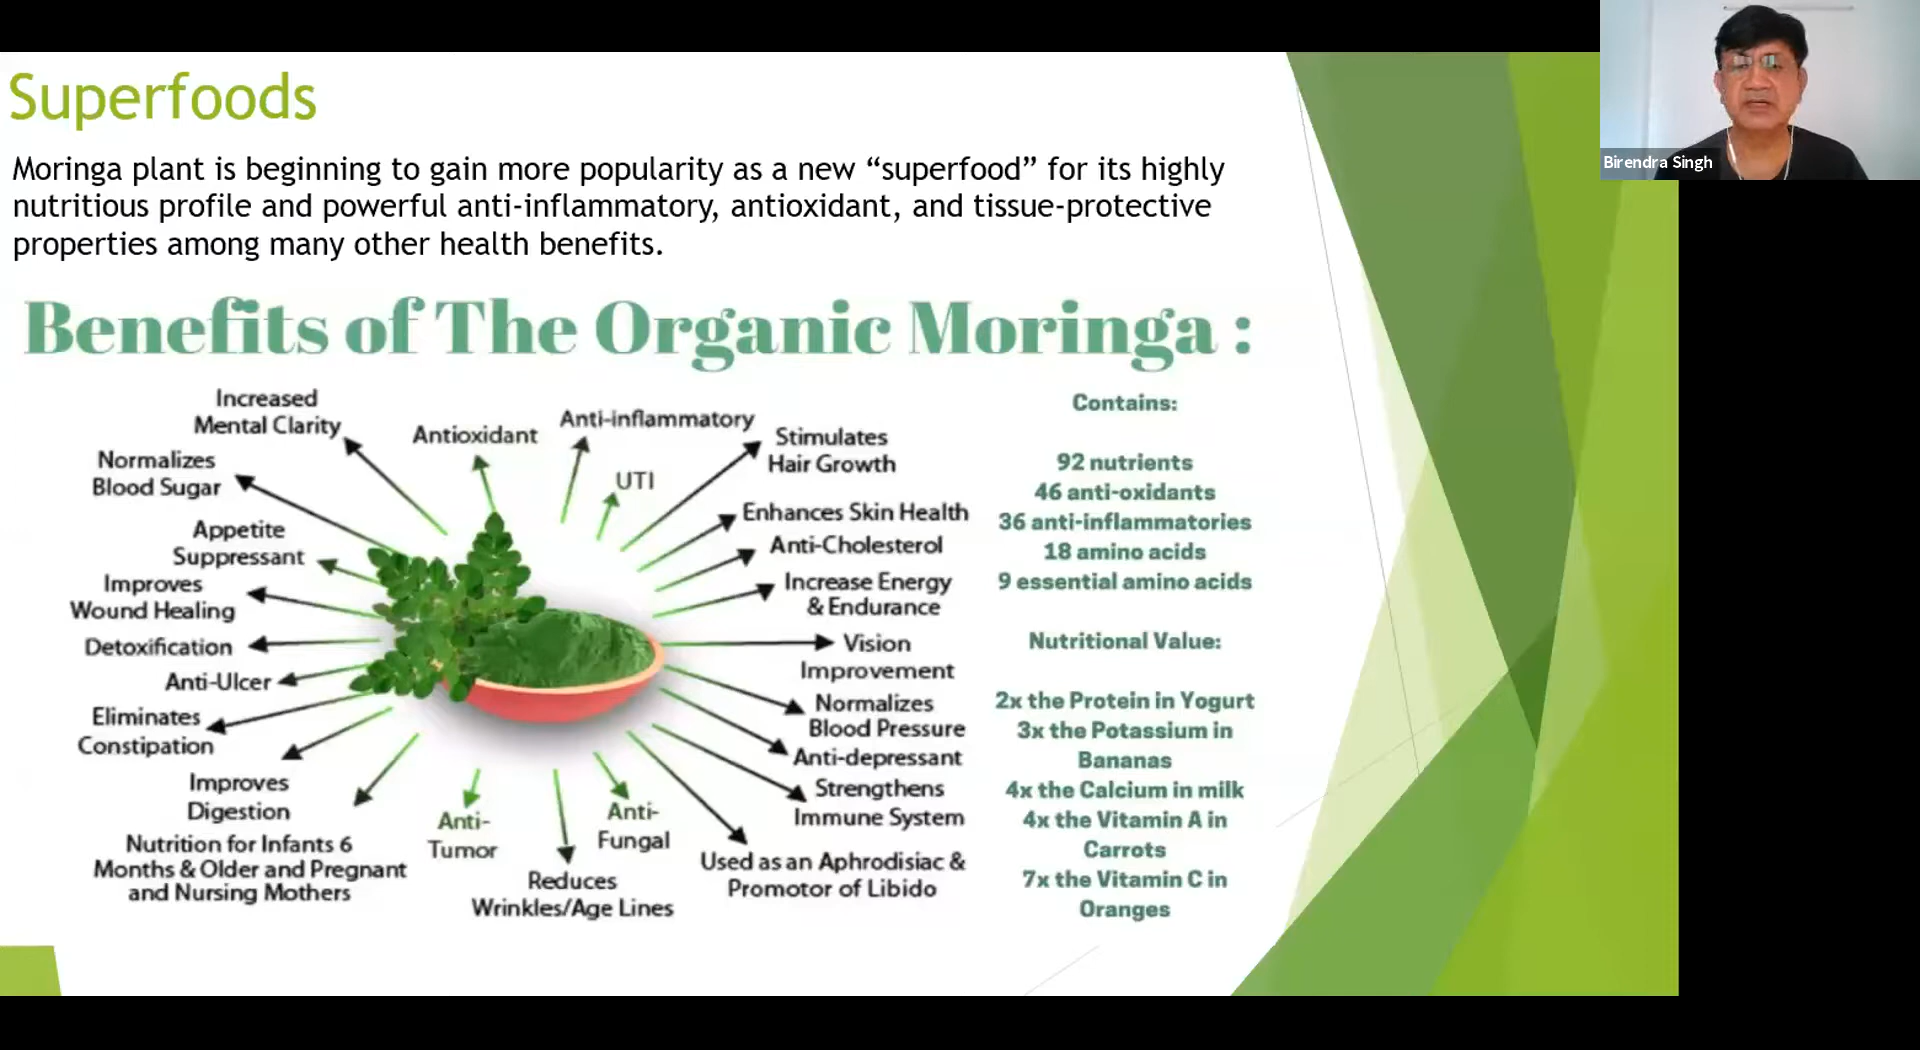 Superfoods
Moringa plant is beginning to gain more popularity as a new “superfood” for its highly
nutritious profile and powerful anti-inflammatory, antioxidant, and tissue-protective
properties among many other health benefits.
Birendra Singh
Benefits of The Organic Moringa :
Increased
Mental Clarity
Normalizes
Blood Sugar
Appetite
Suppressant
Improves
Wound Healing
Detoxification
Anti-Ulcer
Eliminates
Constipation
Improves
Digestion
Nutrition for Infants 6
Months & Older and Pregnant
and Nursing Mothers
Antioxidant
Anti-inflammatory
UTI
Stimulates
Hair Growth
Enhances Skin Health
Anti-Cholesterol
Increase Energy
& Endurance
Vision
Improvement
Normalizes
Blood Pressure
Anti-depressant
Strengthens
Immune System
Used as an Aphrodisiac &
Promotor of Libido
Anti-
Fungal
Reduces
Wrinkles/Age Lines
Anti-
Tumor
Contains:
92 nutrients
46 anti-oxidants
36 anti-inflammatories
18 amino acids
9 essential amino acids
Nutritional Value:
2x the Protein in Yogurt
3x the Potassium in
Bananas
4x the Calcium in milk
4x the Vitamin A in
Carrots
7x the Vitamin C in
Oranges